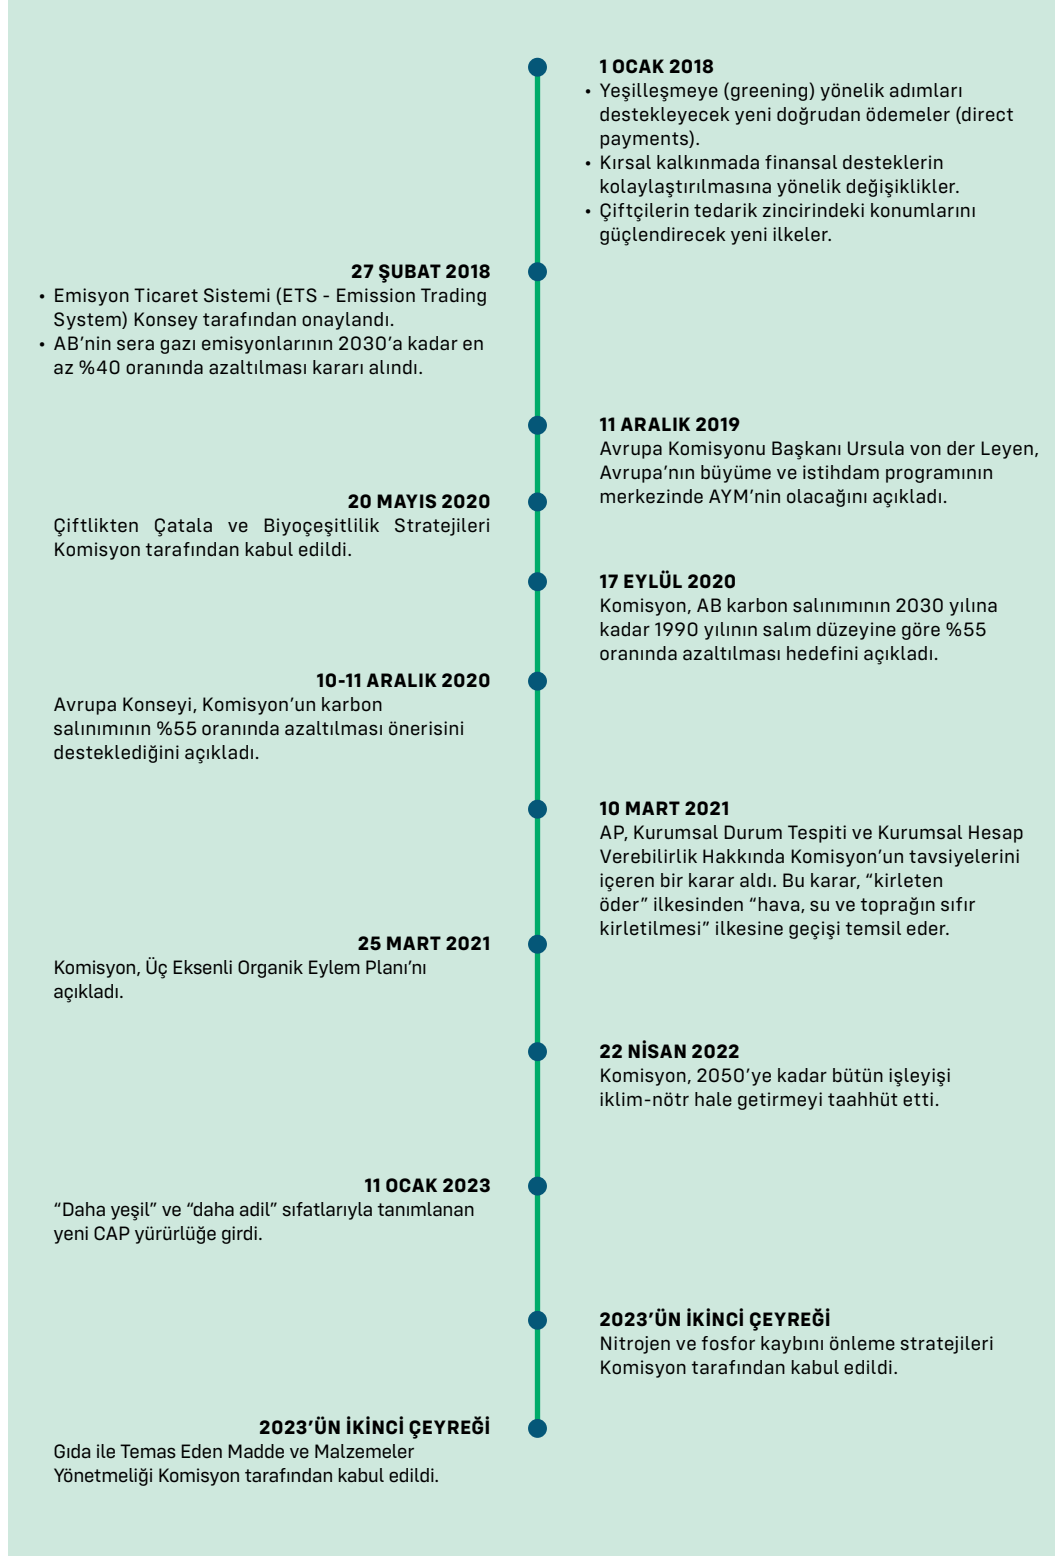 1 OCAK 2018
• Yeşilleşmeye (greening) yönelik adımları
destekleyecek yeni doğrudan ödemeler (direct
payments).
• Kırsal kalkınmada finansal desteklerin
kolaylaştırılmasına yönelik değişiklikler.
• Çiftçilerin tedarik zincirindeki konumlarını
güçlendirecek yeni ilkeler.
27 ŞUBAT 2018
• Emisyon Ticaret Sistemi (ETS - Emission Trading
System) Konsey tarafından onaylandı.
• AB’nin sera gazı emisyonlarının 2030’a kadar en
az %40 oranında azaltılması kararı alındı.
11 ARALIK 2019
Avrupa Komisyonu Başkanı Ursula von der Leyen,
Avrupa’nın büyüme ve istihdam programının
merkezinde AYM’nin olacağını açıkladı.
20 MAYIS 2020
Çiftlikten Çatala ve Biyoçeşitlilik Stratejileri
Komisyon tarafından kabul edildi.
17 EYLÜL 2020
Komisyon, AB karbon salınımının 2030 yılına
kadar 1990 yılının salım düzeyine göre %55
oranında azaltılması hedefini açıkladı.
10-11 ARALIK 2020
Avrupa Konseyi, Komisyon’un karbon
salınımının %55 oranında azaltılması önerisini
desteklediğini açıkladı.
10 MART 2021
AP, Kurumsal Durum Tespiti ve Kurumsal Hesap
Verebilirlik Hakkında Komisyon’un tavsiyelerini
içeren bir karar aldı. Bu karar, “kirleten
öder” ilkesinden “hava, su ve toprağın sıfır
kirletilmesi” ilkesine geçişi temsil eder.
25 MART 2021
Komisyon, Üç Eksenli Organik Eylem Planı’nı
açıkladı.
22 NİSAN 2022
Komisyon, 2050’ye kadar bütün işleyişi
iklim-nötr hale getirmeyi taahhüt etti.
11 OCAK 2023
“Daha yeşil” ve “daha adil” sıfatlarıyla tanımlanan
yeni CAP yürürlüğe girdi.
2023’ÜN İKİNCİ ÇEYREĞİ
Nitrojen ve fosfor kaybını önleme stratejileri
Komisyon tarafından kabul edildi.
2023’ÜN İKİNCİ ÇEYREĞİ
Gıda ile Temas Eden Madde ve Malzemeler
Yönetmeliği Komisyon tarafından kabul edildi.